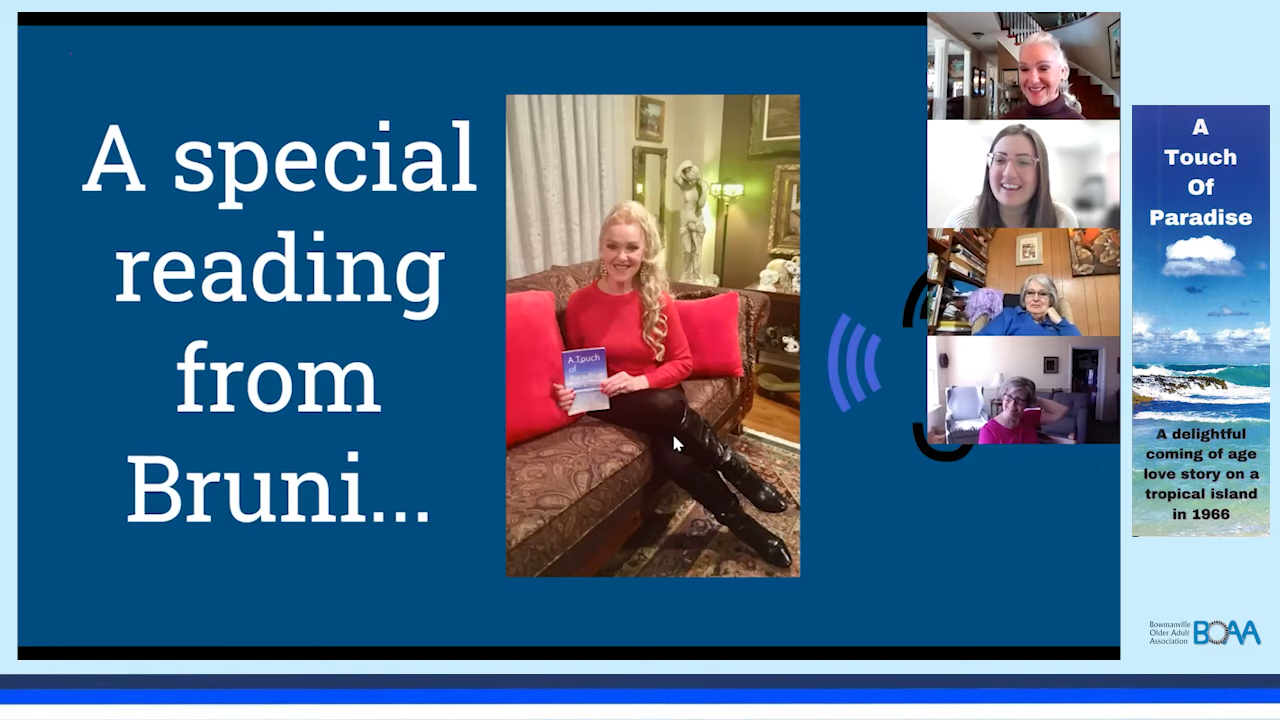 A special
reading
from
Bruni...
A Touch
of
A
Touch
Of
Paradise
A delightful
coming of age
love story on a
tropical island
in 1966
Bowmanville
Older Adult
Association
BOAA